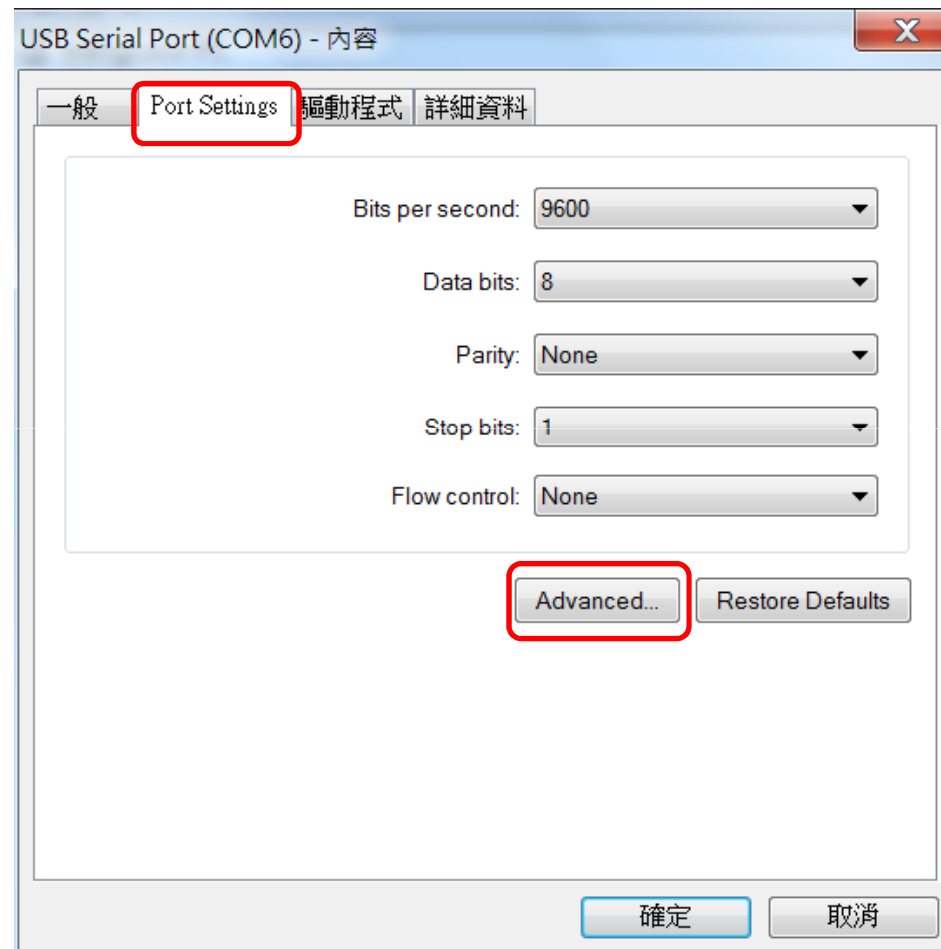 USB Serial Port (COM6) - 內容
一般 Port Settings 驅動程式 詳細資料
Bits per second: 9600
Data bits: 8
Parity: None
Stop bits: 1
Flow control: None
Advanced... Restore Defaults
確定 取消